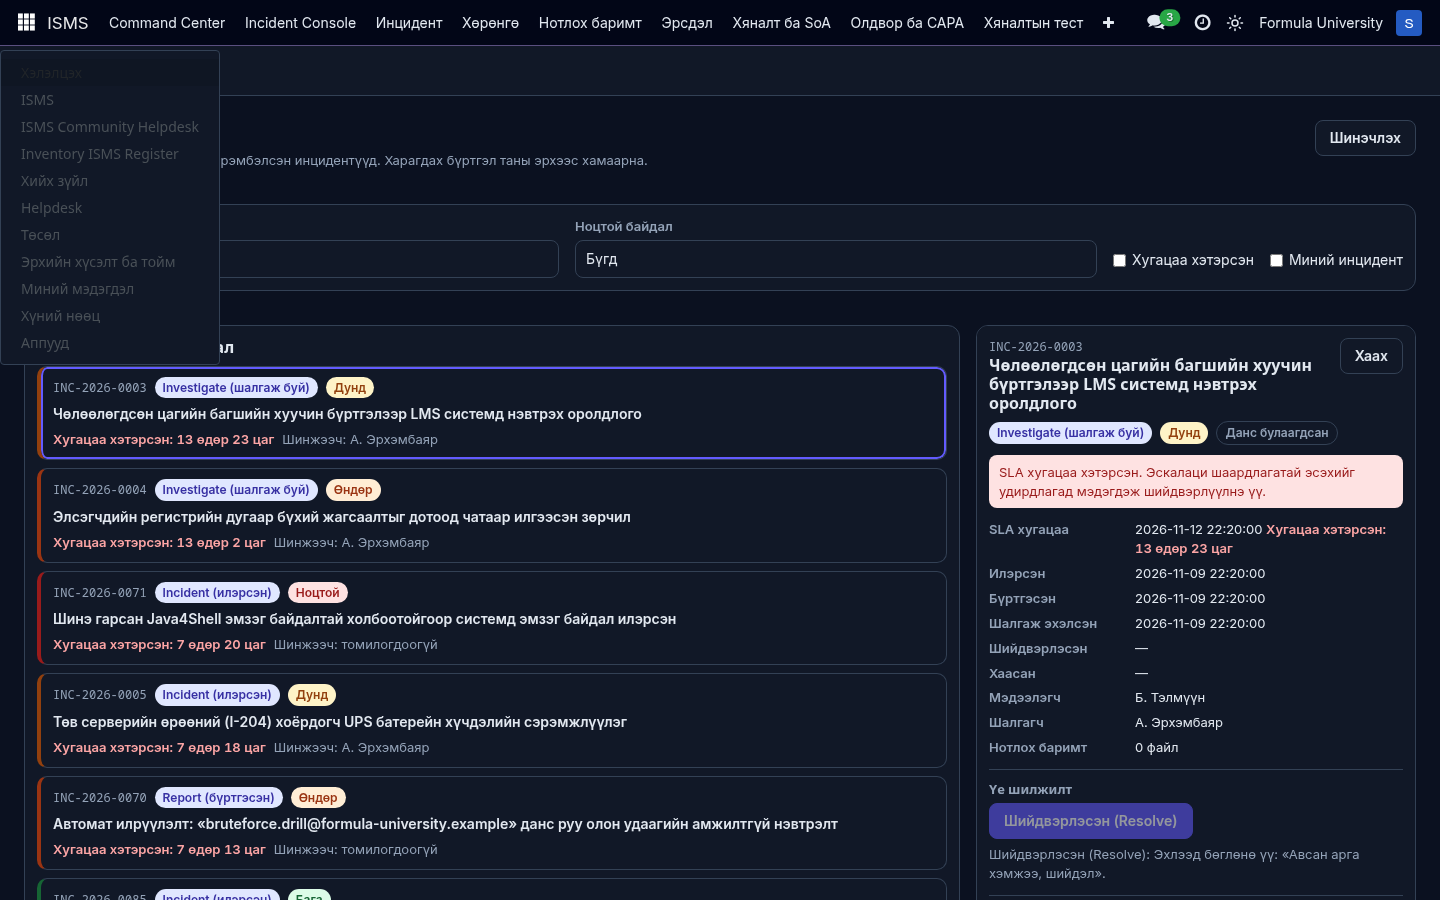 ISMS Command Center Incident Console Инцидент Хөрөнгө Нотлох баримт Эрсдэл Хяналт ба SoA Олдвор ба CAPA Хяналтын тест 3 Formula University S
Хэлэлцэх
ISMS
ISMS Community Helpdesk
Inventory ISMS Register
Хийх зүйл
Helpdesk
Төсөл
Эрхийн хүсэлт ба тойм
Миний мэдэгдэл
Хүний нөөц
Аппууд
Шинэчлэх
рэмбэлсэн инцидентүүд. Харагдах бүртгэл таны эрхээс хамаарна.
Ноцтой байдал
Бүгд
Хугацаа хэтэрсэн Миний инцидент
ал
INC-2026-0003 Investigate (шалгаж буй) Дунд
Чөлөөлөгдсөн цагийн багшийн хуучин бүртгэлээр LMS системд нэвтрэх оролдлого
Хугацаа хэтэрсэн: 13 өдөр 23 цаг Шинжээч: А. Эрхэмбаяр
INC-2026-0004 Investigate (шалгаж буй) Өндөр
Элсэгчдийн регистрийн дугаар бүхий жагсаалтыг дотоод чатаар илгээсэн зөрчил
Хугацаа хэтэрсэн: 13 өдөр 2 цаг Шинжээч: А. Эрхэмбаяр
INC-2026-0071 Incident (илэрсэн) Ноцтой
Шинэ гарсан Java4Shell эмзэг байдалтай холбоотойгоор системд эмзэг байдал илэрсэн
Хугацаа хэтэрсэн: 7 өдөр 20 цаг Шинжээч: томилогдоогүй
INC-2026-0005 Incident (илэрсэн) Дунд
Төв серверийн өрөөний (I-204) хоёрдогч UPS батерейн хүчдэлийн сэрэмжлүүлэг
Хугацаа хэтэрсэн: 7 өдөр 18 цаг Шинжээч: А. Эрхэмбаяр
INC-2026-0070 Report (бүртгэсэн) Өндөр
Автомат илрүүлэлт: «bruteforce.drill@formula-university.example» данс руу олон удаагийн амжилтгүй нэвтрэлт
Хугацаа хэтэрсэн: 7 өдөр 13 цаг Шинжээч: томилогдоогүй
INC-2026-0085 Incident (илэрсэн) Бага
INC-2026-0003
Чөлөөлөгдсөн цагийн багшийн хуучин
бүртгэлээр LMS системд нэвтрэх
оролдлого
Хаах
Investigate (шалгаж буй) Дунд Данс булаагдсан
SLA хугацаа хэтэрсэн. Эскалаци шаардлагатай эсэхийг
удирдлагад мэдэгдэж шийдвэрлүүлнэ үү.
SLA хугацаа 2026-11-12 22:20:00 Хугацаа хэтэрсэн:
13 өдөр 23 цаг
Илэрсэн 2026-11-09 22:20:00
Бүртгэсэн 2026-11-09 22:20:00
Шалгаж эхэлсэн 2026-11-09 22:20:00
Шийдвэрлэсэн —
Хаасан —
Мэдээлэгч Б. Тэлмүүн
Шалгагч А. Эрхэмбаяр
Нотлох баримт 0 файл
Үе шилжилт
Шийдвэрлэсэн (Resolve)
Шийдвэрлэсэн (Resolve): Эхлээд бөглөнө үү: «Авсан арга
хэмжээ, шийдэл».